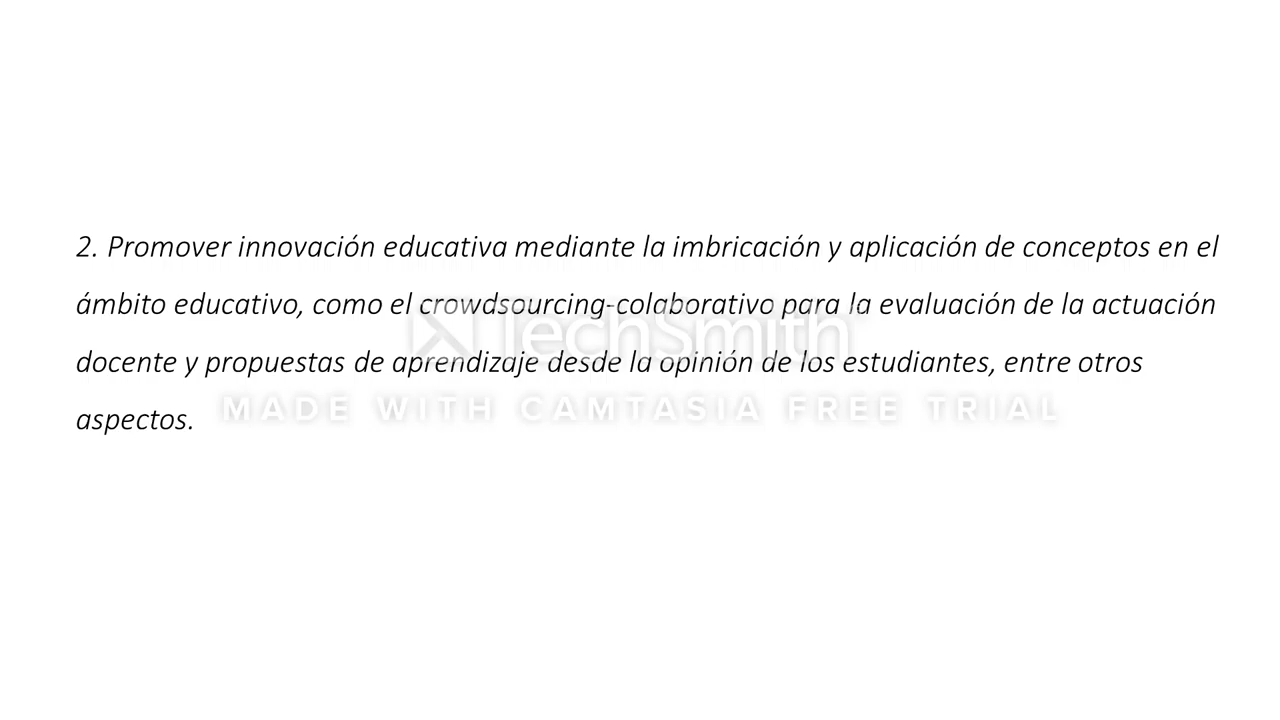 2. Promover innovación educativa mediante la imbricación y aplicación de conceptos en el
ámbito educativo, como el crowdsourcing-colaborativo para la evaluación de la actuación
TechSmith
docente y propuestas de aprendizaje desde la opinión de los estudiantes, entre otros
MADE WITH CAMTASIA FREE TRIAL
aspectos.